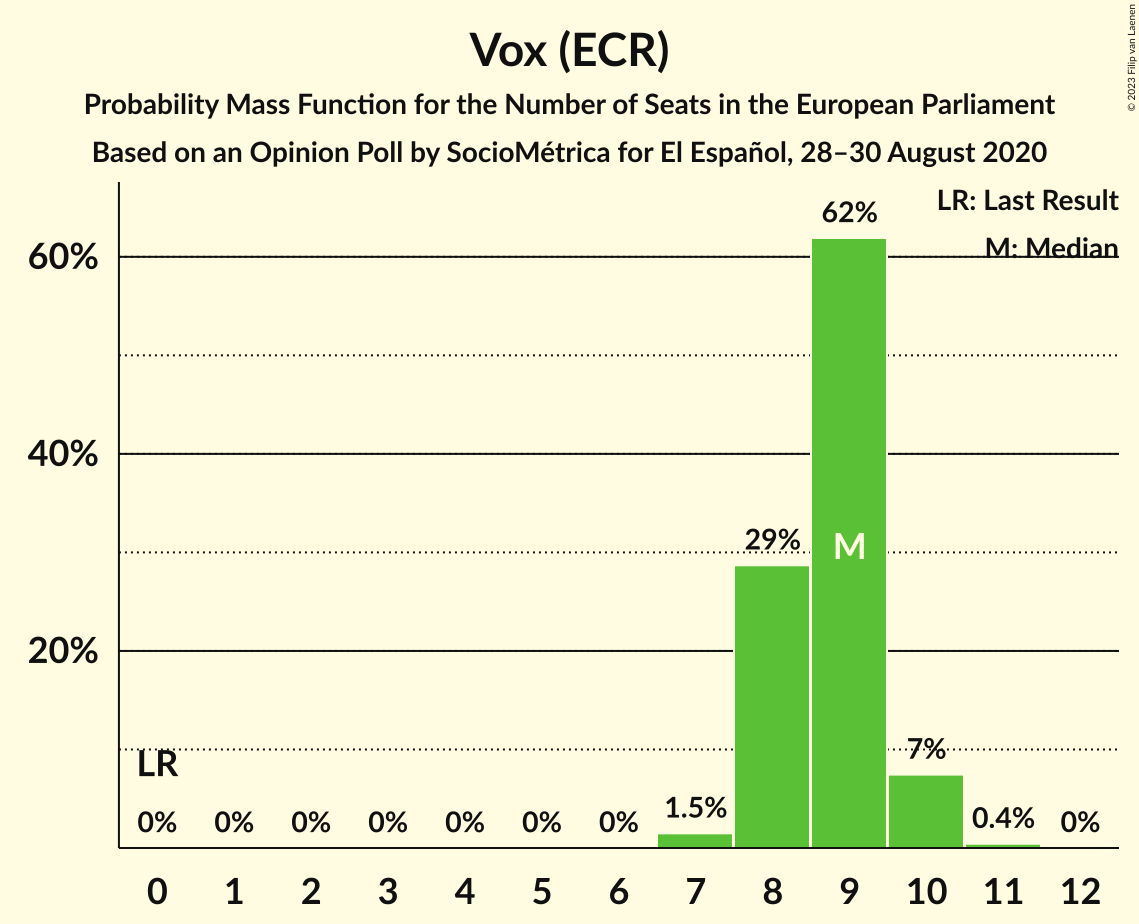 Vox (ECR)
Probability Mass Function for the Number of Seats in the European Parliament
Based on an Opinion Poll by SocioMétrica for El Español, 28–30 August 2020
© 2023 Filip van Laenen
LR: Last Result
M: Median
62%
60%
40%
29%
M
20%
LR
7%
0% 0% 0% 0% 0% 0% 0% 1.5% 0.4% 0%
0 1 2 3 4 5 6 7 8 9 10 11 12